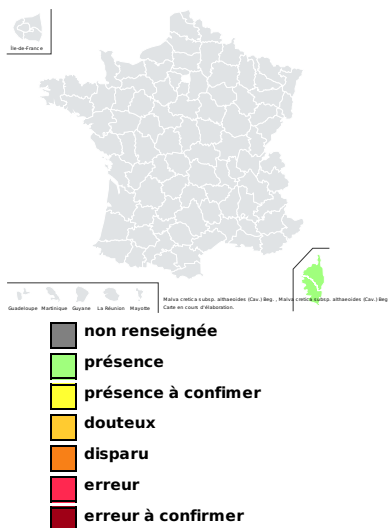 Île-de-France
Malva cretica subsp. althaeoides (Cav.) Beg. , Malva cretica subsp. althaeoides (Cav.) Beg
Guadeloupe Martinique Guyane La Réunion Mayotte Carte en cours d'élaboration.
non renseignée
présence
présence à confimer
douteux
disparu
erreur
erreur à confirmer